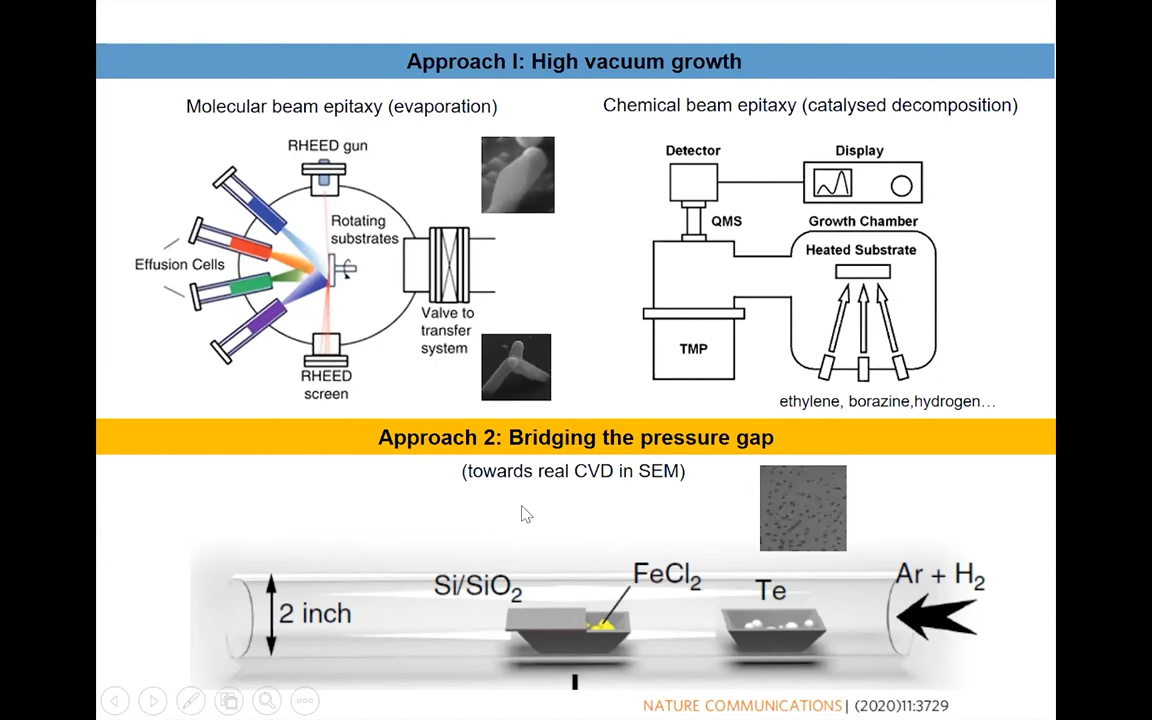 Approach I: High vacuum growth
Molecular beam epitaxy (evaporation)
Chemical beam epitaxy (catalysed decomposition)
RHEED gun
Rotating
substrates
Effusion Cells
Valve to
transfer
system
RHEED
screen
Detector
Display
QMS
Growth Chamber
Heated Substrate
TMP
ethylene, borazine,hydrogen…
Approach 2: Bridging the pressure gap
(towards real CVD in SEM)
Si/SiO₂
FeCl₂
Te
Ar + H₂
2 inch
NATURE COMMUNICATIONS| (2020)11:3729